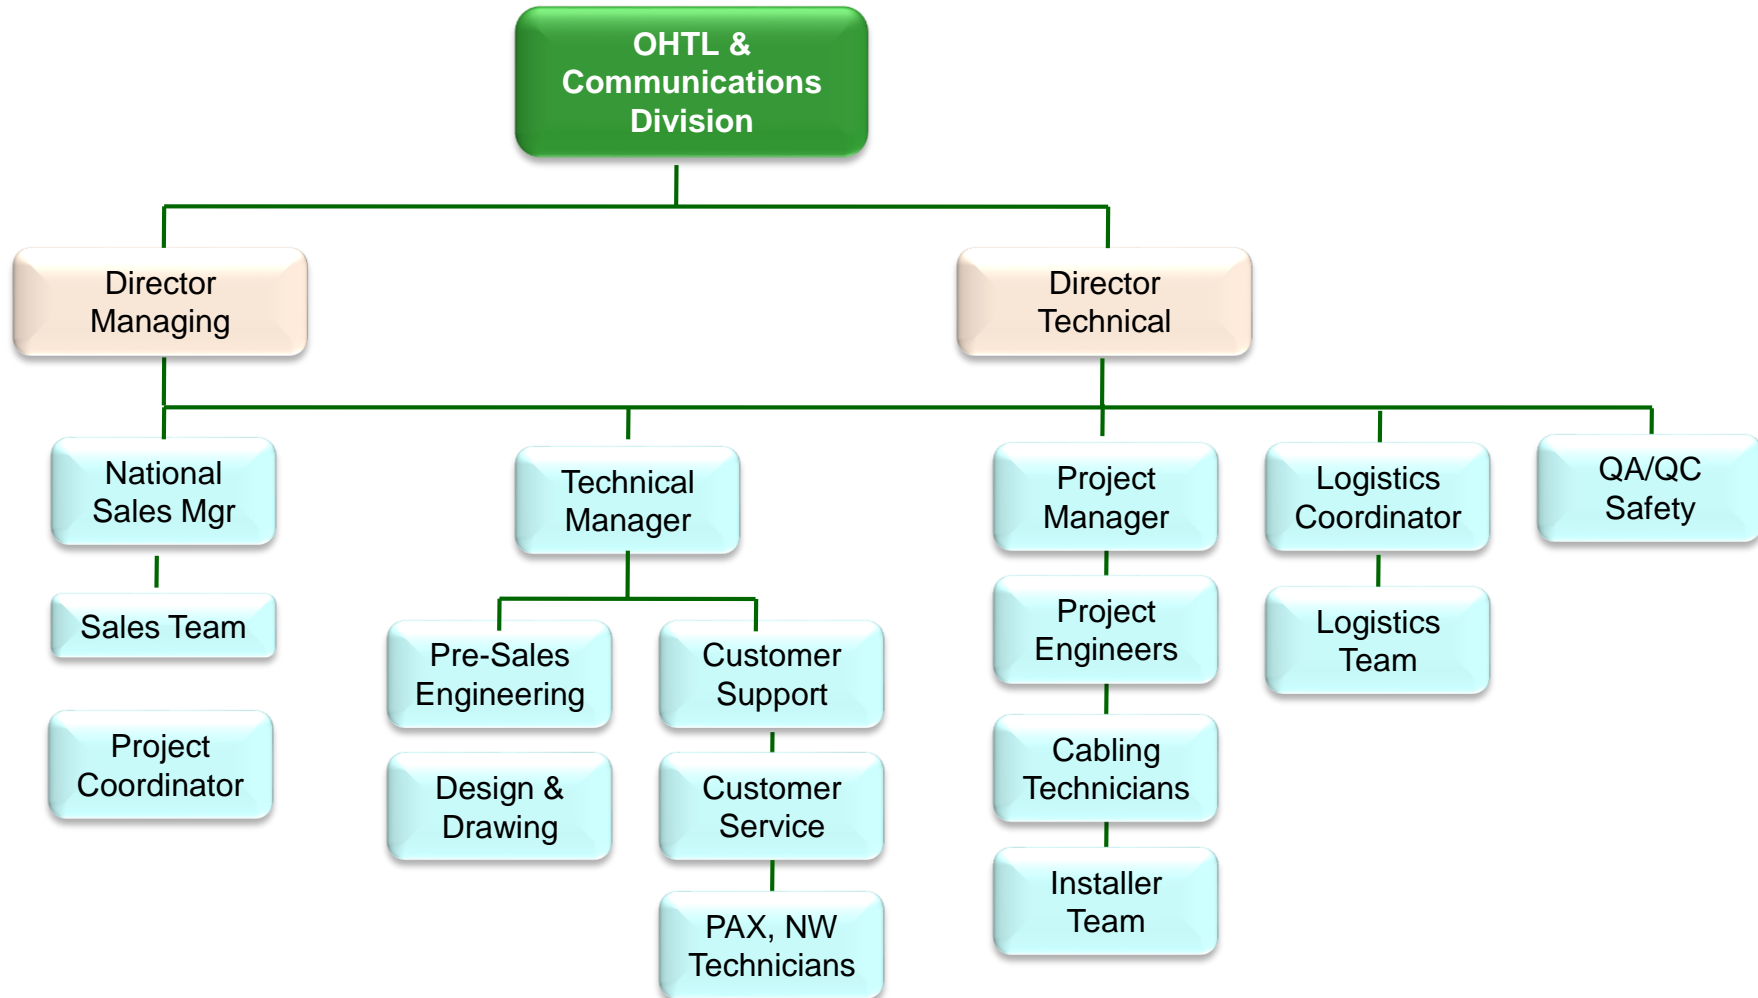 OHTL &
Communications
Division
Director
Managing
Director
Technical
National
Sales Mgr
Technical
Manager
Project
Manager
Logistics
Coordinator
QA/QC
Safety
Sales Team
Pre-Sales
Engineering
Customer
Support
Project
Engineers
Logistics
Team
Project
Coordinator
Design &
Drawing
Customer
Service
Cabling
Technicians
PAX, NW
Technicians
Installer
Team